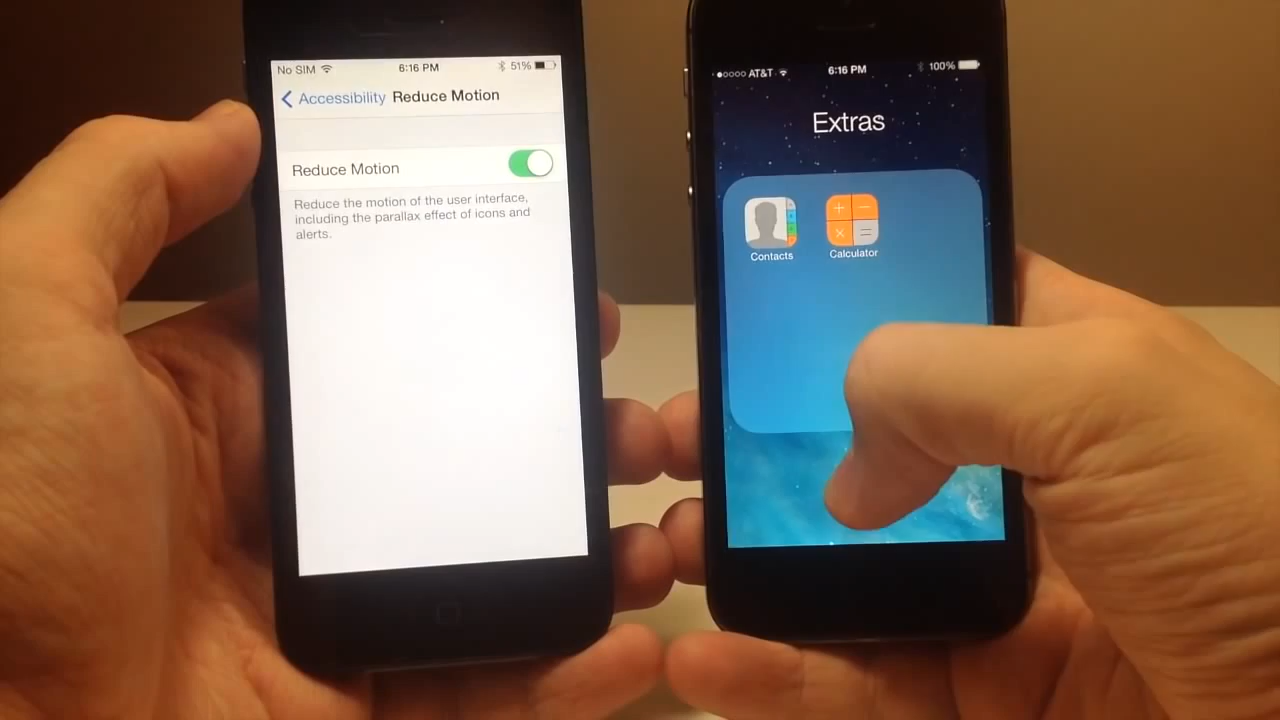 No SIM 6:16 PM 51%
Accessibility Reduce Motion
Reduce Motion
Reduce the motion of the user interface,
including the parallax effect of icons and
alerts.
AT&T 6:16 PM 100%
Extras
Contacts
Calculator